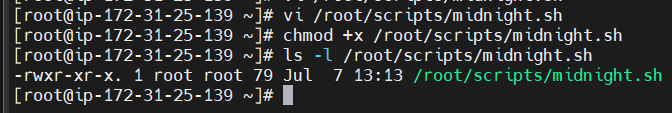 [root@ip-172-31-25-139 ~]# vi /root/scripts/midnight.sh
[root@ip-172-31-25-139 ~]# chmod +x /root/scripts/midnight.sh
[root@ip-172-31-25-139 ~]# ls -l /root/scripts/midnight.sh
-rwxr-xr-x. 1 root root 79 Jul  7 13:13 /root/scripts/midnight.sh
[root@ip-172-31-25-139 ~]#